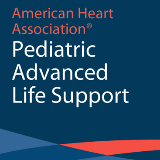 American Heart
Association®
Pediatric
Advanced
Life Support